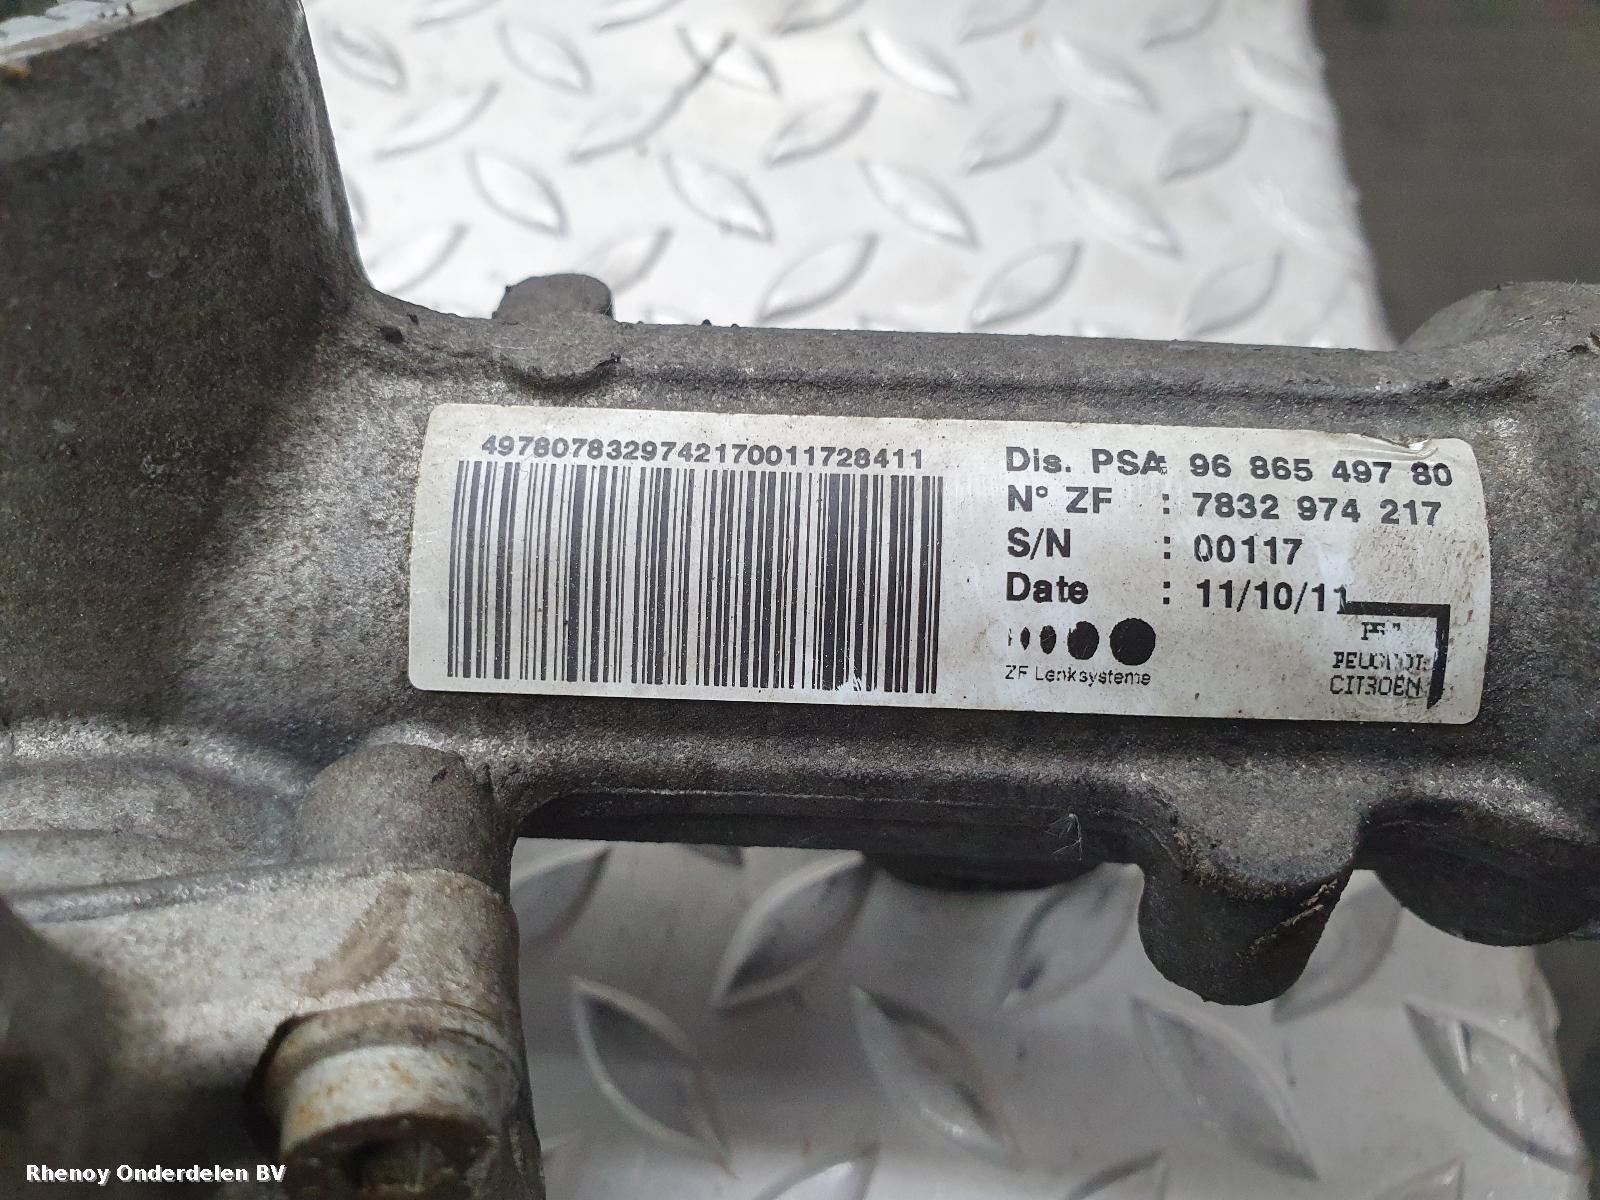 4978078329742170011728411
Dis. PSA: 96 865 497 80
N° ZF : 7832 974 217
S/N : 00117
Date : 11/10/11
ZF Lenksysteme
PEUGEOT
CITROËN
Rhenoy Onderdelen BV